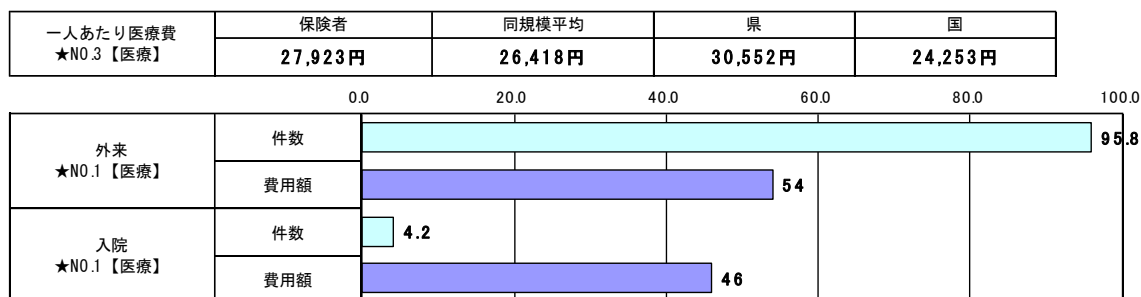 一人あたり医療費
★NO.3【医療】
保険者 同規模平均 県 国
27,923円 26,418円 30,552円 24,253円
0.0 20.0 40.0 60.0 80.0 100.0
外来
★NO.1【医療】
件数 95.8
費用額 54
入院
★NO.1【医療】
件数 4.2
費用額 46